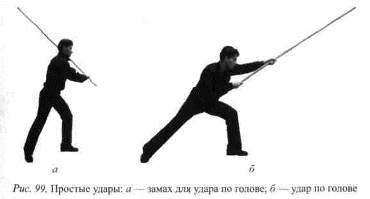 а
б
Рис. 99. Простые удары: а — замах для удара по голове; б — удар по голове